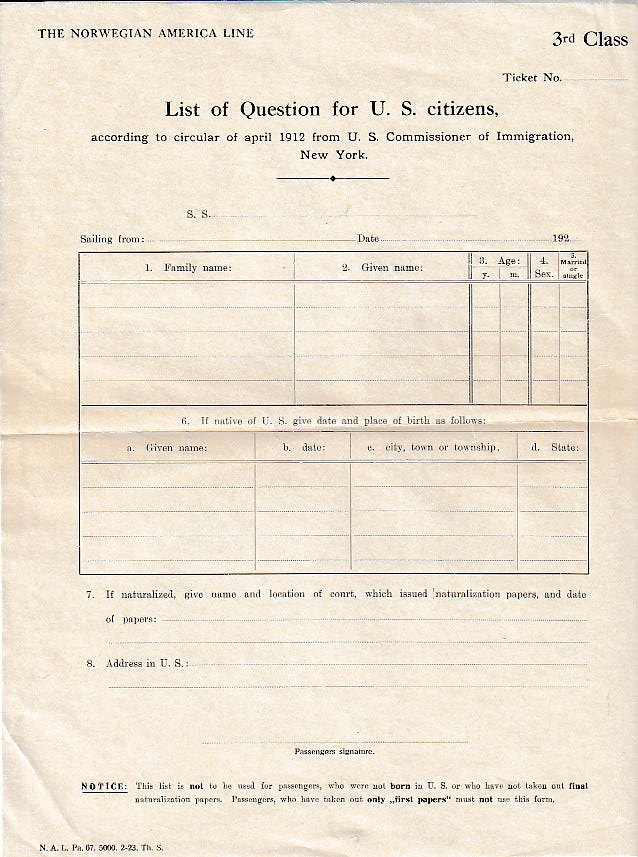 THE NORWEGIAN AMERICA LINE
3rd Class
Ticket No.
List of Question for U. S. citizens,
according to circular of april 1912 from U. S. Commissioner of Immigration,
New York.
S. S.
Sailing from: Date 192
1. Family name: 2. Given name: 3. Age: y. m. 4. Sex. 5. Married or single
6. If native of U. S. give date and place of birth as follows:
a. Given name: b. date: c. city, town or township. d. State:
7. If naturalized, give name and location of court, which issued naturalization papers, and date
of papers:
8. Address in U. S.:
Passengers signature.
NOTICE: This list is not to be used for passengers, who were not born in U. S. or who have not taken out final
naturalization papers. Passengers, who have taken out only „first papers" must not use this form.
N. A. L. Pa. 67. 5000. 2-23. Th. S.